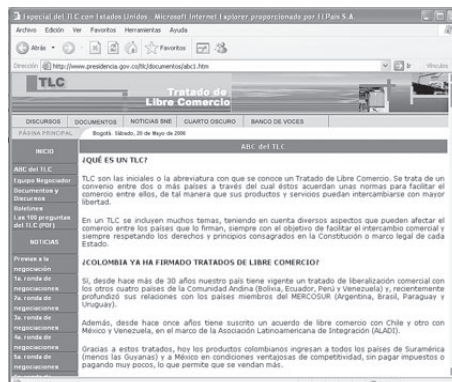 Especial del TLC con Estados Unidos - Microsoft Internet Explorer proporcionado por El Pais S.A.
Archivo Edición Ver Favoritos Herramientas Ayuda
Atrás Favoritos
Dirección http://www.presidencia.gov.co/tlc/documentos/abc1.htm Ir Vínculos
TLC
Tratado de
Libre Comercio
DISCURSOS DOCUMENTOS NOTICIAS SNE CUARTO OSCURO BANCO DE VOCES
PÁGINA PRINCIPAL Bogotá. Sábado, 20 de Mayo de 2006
INICIO
ABC del TLC
Equipo Negociador
Documentos y
Discursos
Boletines
Las 100 preguntas
del TLC (PDF)
NOTICIAS
Previas a la
negociación
1a. ronda de
negociaciones
2a. ronda de
negociaciones
3a. ronda de
negociaciones
4a. ronda de
negociaciones
5a. ronda de
negociaciones
ABC del TLC
¿QUÉ ES UN TLC?
TLC son las iniciales o la abreviatura con que se conoce un Tratado de Libre Comercio. Se trata de un
convenio entre dos o más países a través del cual éstos acuerdan unas normas para facilitar el
comercio entre ellos, de tal manera que sus productos y servicios puedan intercambiarse con mayor
libertad.
En un TLC se incluyen muchos temas, teniendo en cuenta diversos aspectos que pueden afectar el
comercio entre los países que lo firman, siempre con el objetivo de facilitar el intercambio comercial y
siempre respetando los derechos y principios consagrados en la Constitución o marco legal de cada
Estado.
¿COLOMBIA YA HA FIRMADO TRATADOS DE LIBRE COMERCIO?
Sí, desde hace más de 30 años nuestro país tiene vigente un tratado de liberalización comercial con
los otros cuatro países de la Comunidad Andina (Bolivia, Ecuador, Perú y Venezuela) y, recientemente
profundizó sus relaciones con los países miembros del MERCOSUR (Argentina, Brasil, Paraguay y
Uruguay).
Además, desde hace once años tiene suscrito un acuerdo de libre comercio con Chile y otro con
México y Venezuela, en el marco de la Asociación Latinoamericana de Integración (ALADI).
Gracias a estos tratados, hoy los productos colombianos ingresan a todos los países de Suramérica
(menos las Guyanas) y a México en condiciones ventajosas de competitividad, sin pagar impuestos o
pagando muy pocos, lo que permite que se vendan más.